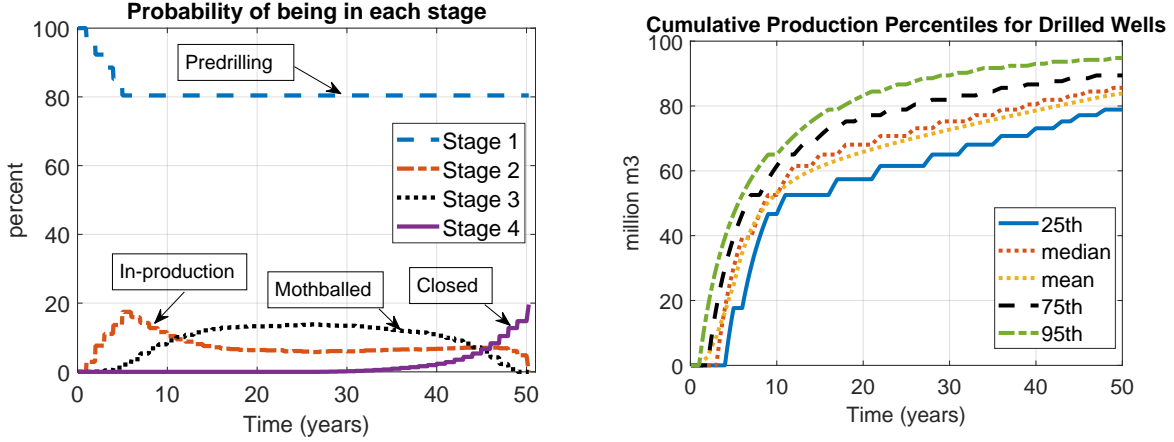 Probability of being in each stage
100
80
60
40
20
0
percent
Predrilling
Stage 1
Stage 2
Stage 3
Stage 4
In-production
Mothballed
Closed
0 10 20 30 40 50
Time (years)
Cumulative Production Percentiles for Drilled Wells
100
80
60
40
20
0
million m3
25th
median
mean
75th
95th
0 10 20 30 40 50
Time (years)